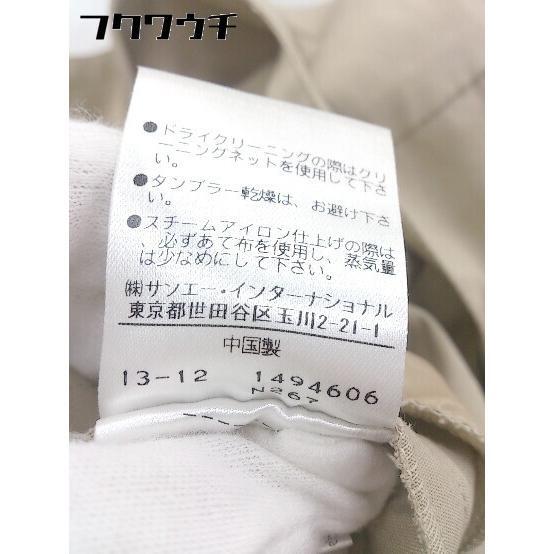 フクワウチ
●ドライクリーニングの際はクリ
ーニングネットを使用して下さ
い。
●タンブラー乾燥は、お避け下さ
い。
●スチームアイロン仕上げの際は
、必ずあて布を使用し、蒸気量
は少なめにして下さい。
㈱サンエー・インターナショナル
東京都世田谷区玉川2-21-1
中国製
13-12 1494606
N267